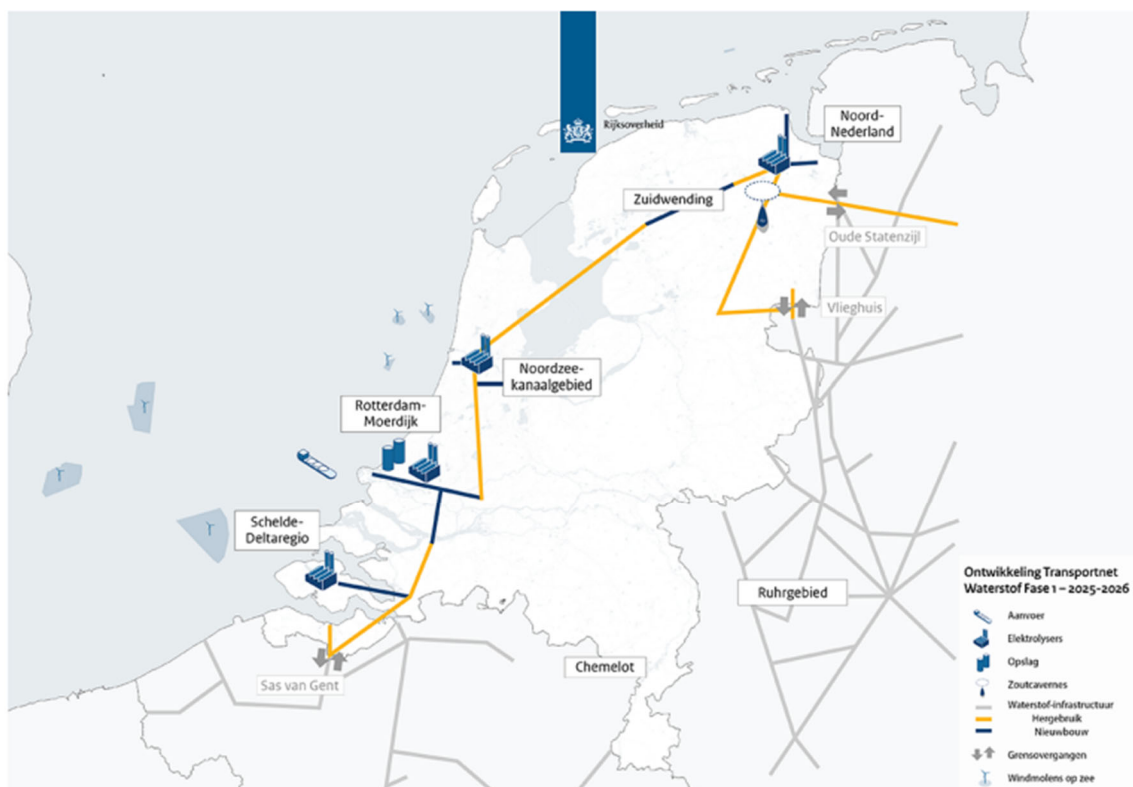 Rijksoverheid
Noord-
Nederland
Zuidwending
Oude Statenzijl
Vlieghuis
Noordzee-
kanaalgebied
Rotterdam-
Moerdijk
Schelde-
Deltaregio
Ruhrgebied
Chemelot
Sas van Gent
Ontwikkeling Transportnet
Waterstof Fase 1 – 2025-2026
Aanvoer
Elektrolysers
Opslag
Zoutcavernes
Waterstof-infrastructuur
Hergebruik
Nieuwbouw
Grensovergangen
Windmolens op zee